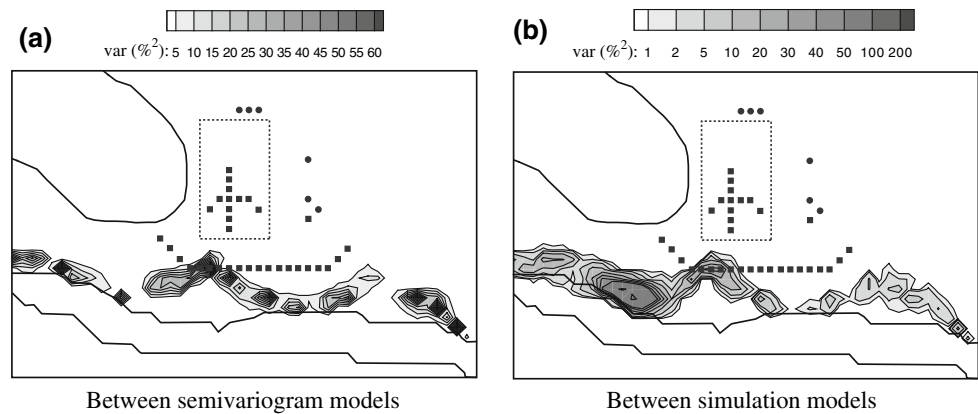 (a)
var (%²): 5 10 15 20 25 30 35 40 45 50 55 60
(b)
var (%²): 1 2 5 10 20 30 40 50 100 200
Between semivariogram models
Between simulation models